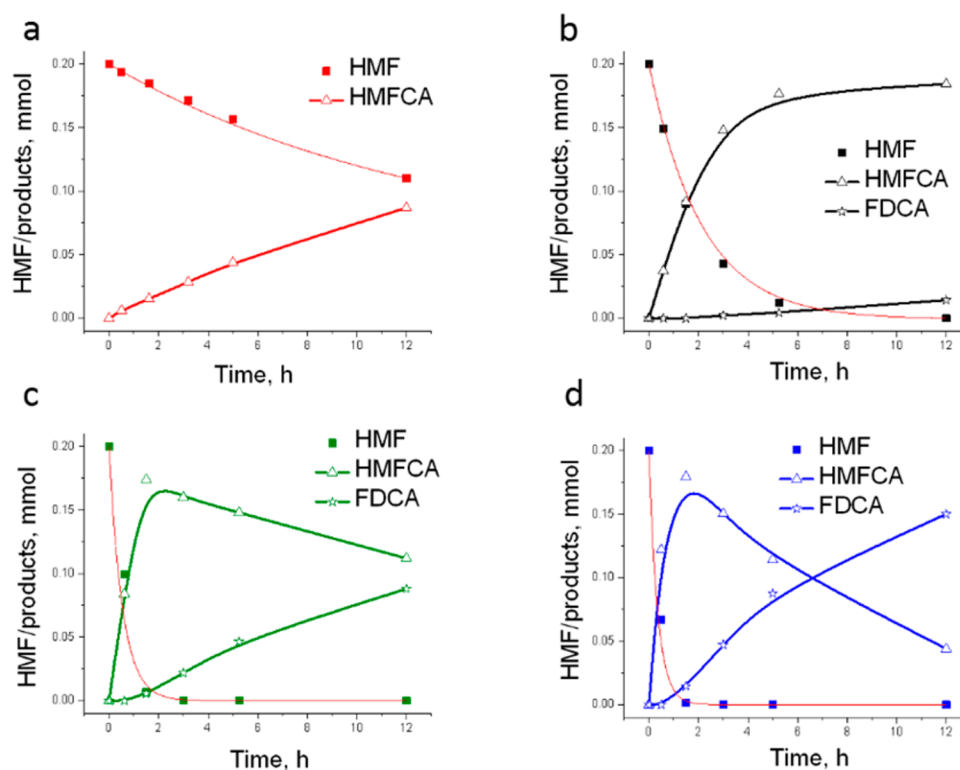 a
0.20
0.15
0.10
0.05
0.00
HMF/products, mmol
HMF
HMFCA
0 2 4 6 8 10 12
Time, h
b
0.20
0.15
0.10
0.05
0.00
HMF/products, mmol
HMF
HMFCA
FDCA
0 2 4 6 8 10 12
Time, h
c
0.20
0.15
0.10
0.05
0.00
HMF/products, mmol
HMF
HMFCA
FDCA
0 2 4 6 8 10 12
Time, h
d
0.20
0.15
0.10
0.05
0.00
HMF/products, mmol
HMF
HMFCA
FDCA
0 2 4 6 8 10 12
Time, h